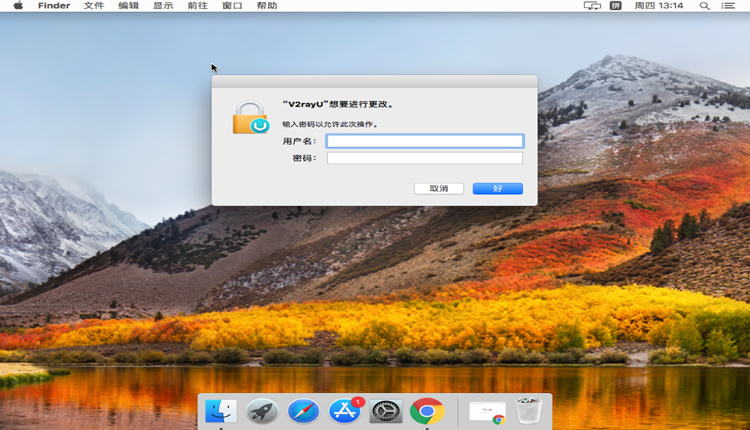 Finder 文件 编辑 显示 前往 窗口 帮助 拼 周四 13:14
“V2rayU”想要进行更改。
输入密码以允许此次操作。
用户名：
密码：
取消 好
1